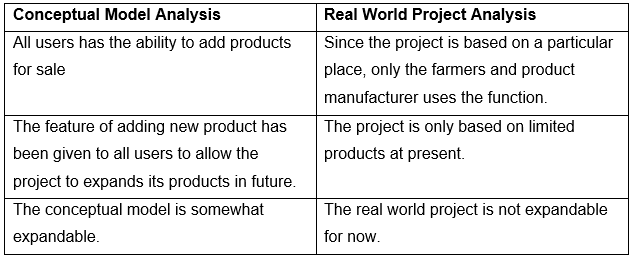 Conceptual Model Analysis
Real World Project Analysis
All users has the ability to add products
for sale
Since the project is based on a particular
place, only the farmers and product
manufacturer uses the function.
The feature of adding new product has
been given to all users to allow the
project to expands its products in future.
The project is only based on limited
products at present.
The conceptual model is somewhat
expandable.
The real world project is not expandable
for now.